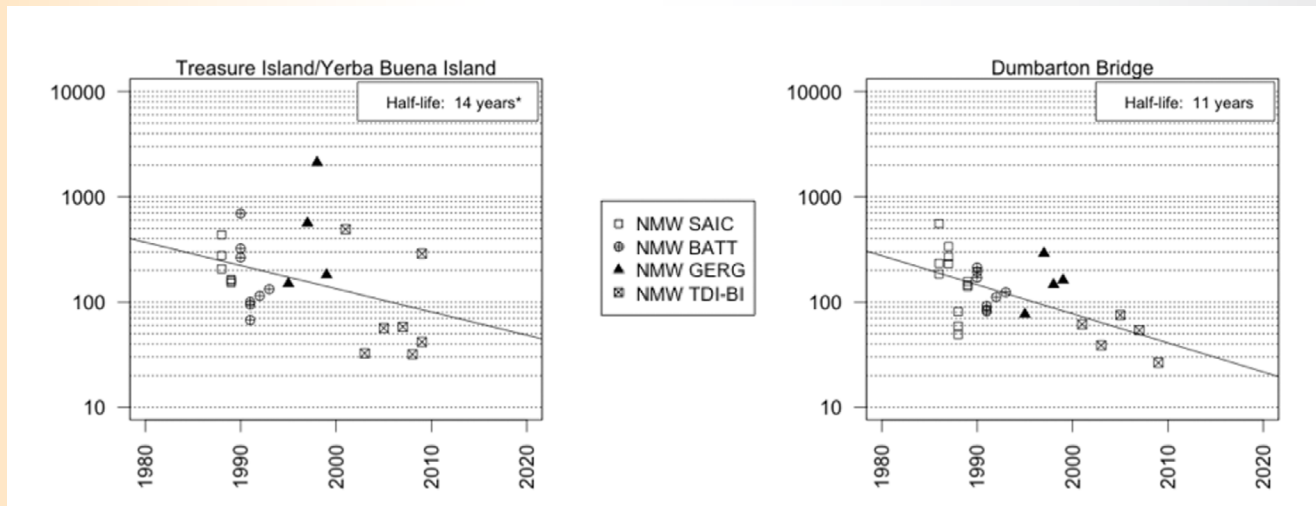 Treasure Island/Yerba Buena Island
Half-life: 14 years*
10000
1000
100
10
1980
1990
2000
2010
2020
NMW SAIC
NMW BATT
NMW GERG
NMW TDI-BI
Dumbarton Bridge
Half-life: 11 years
10000
1000
100
10
1980
1990
2000
2010
2020